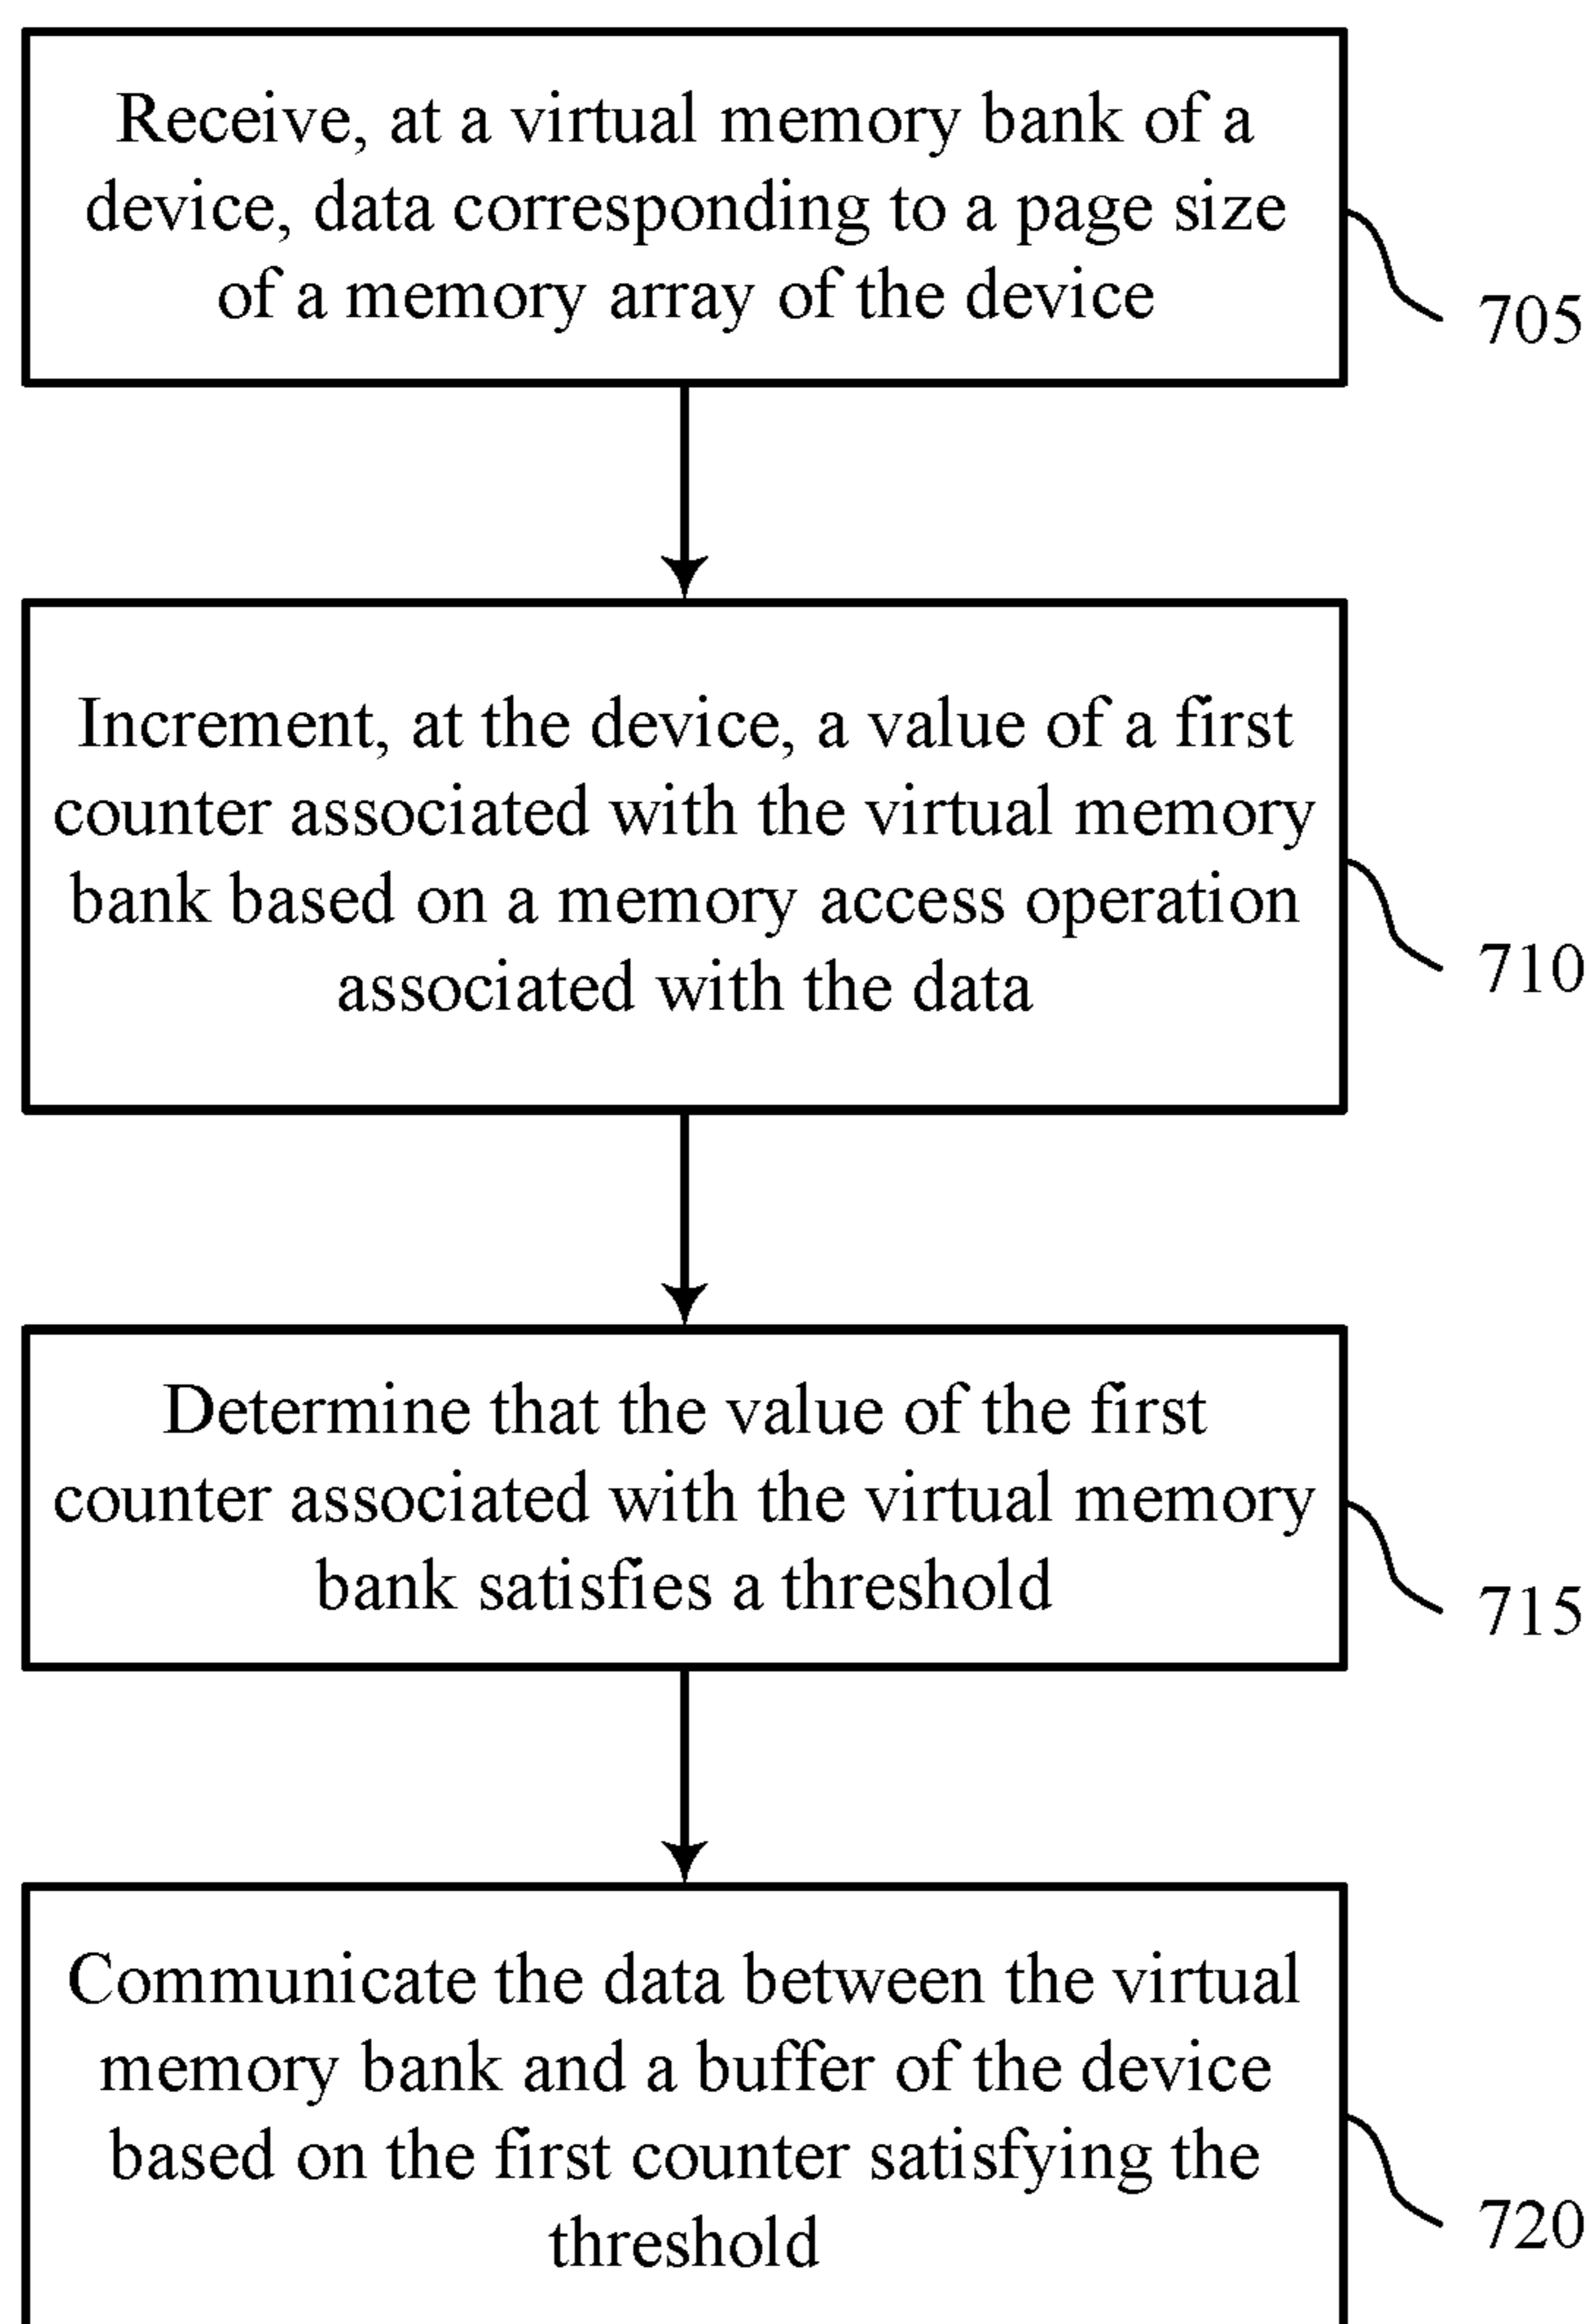 Receive, at a virtual memory bank of a
device, data corresponding to a page size
of a memory array of the device
705
Increment, at the device, a value of a first
counter associated with the virtual memory
bank based on a memory access operation
associated with the data
710
Determine that the value of the first
counter associated with the virtual memory
bank satisfies a threshold
715
Communicate the data between the virtual
memory bank and a buffer of the device
based on the first counter satisfying the
threshold
720